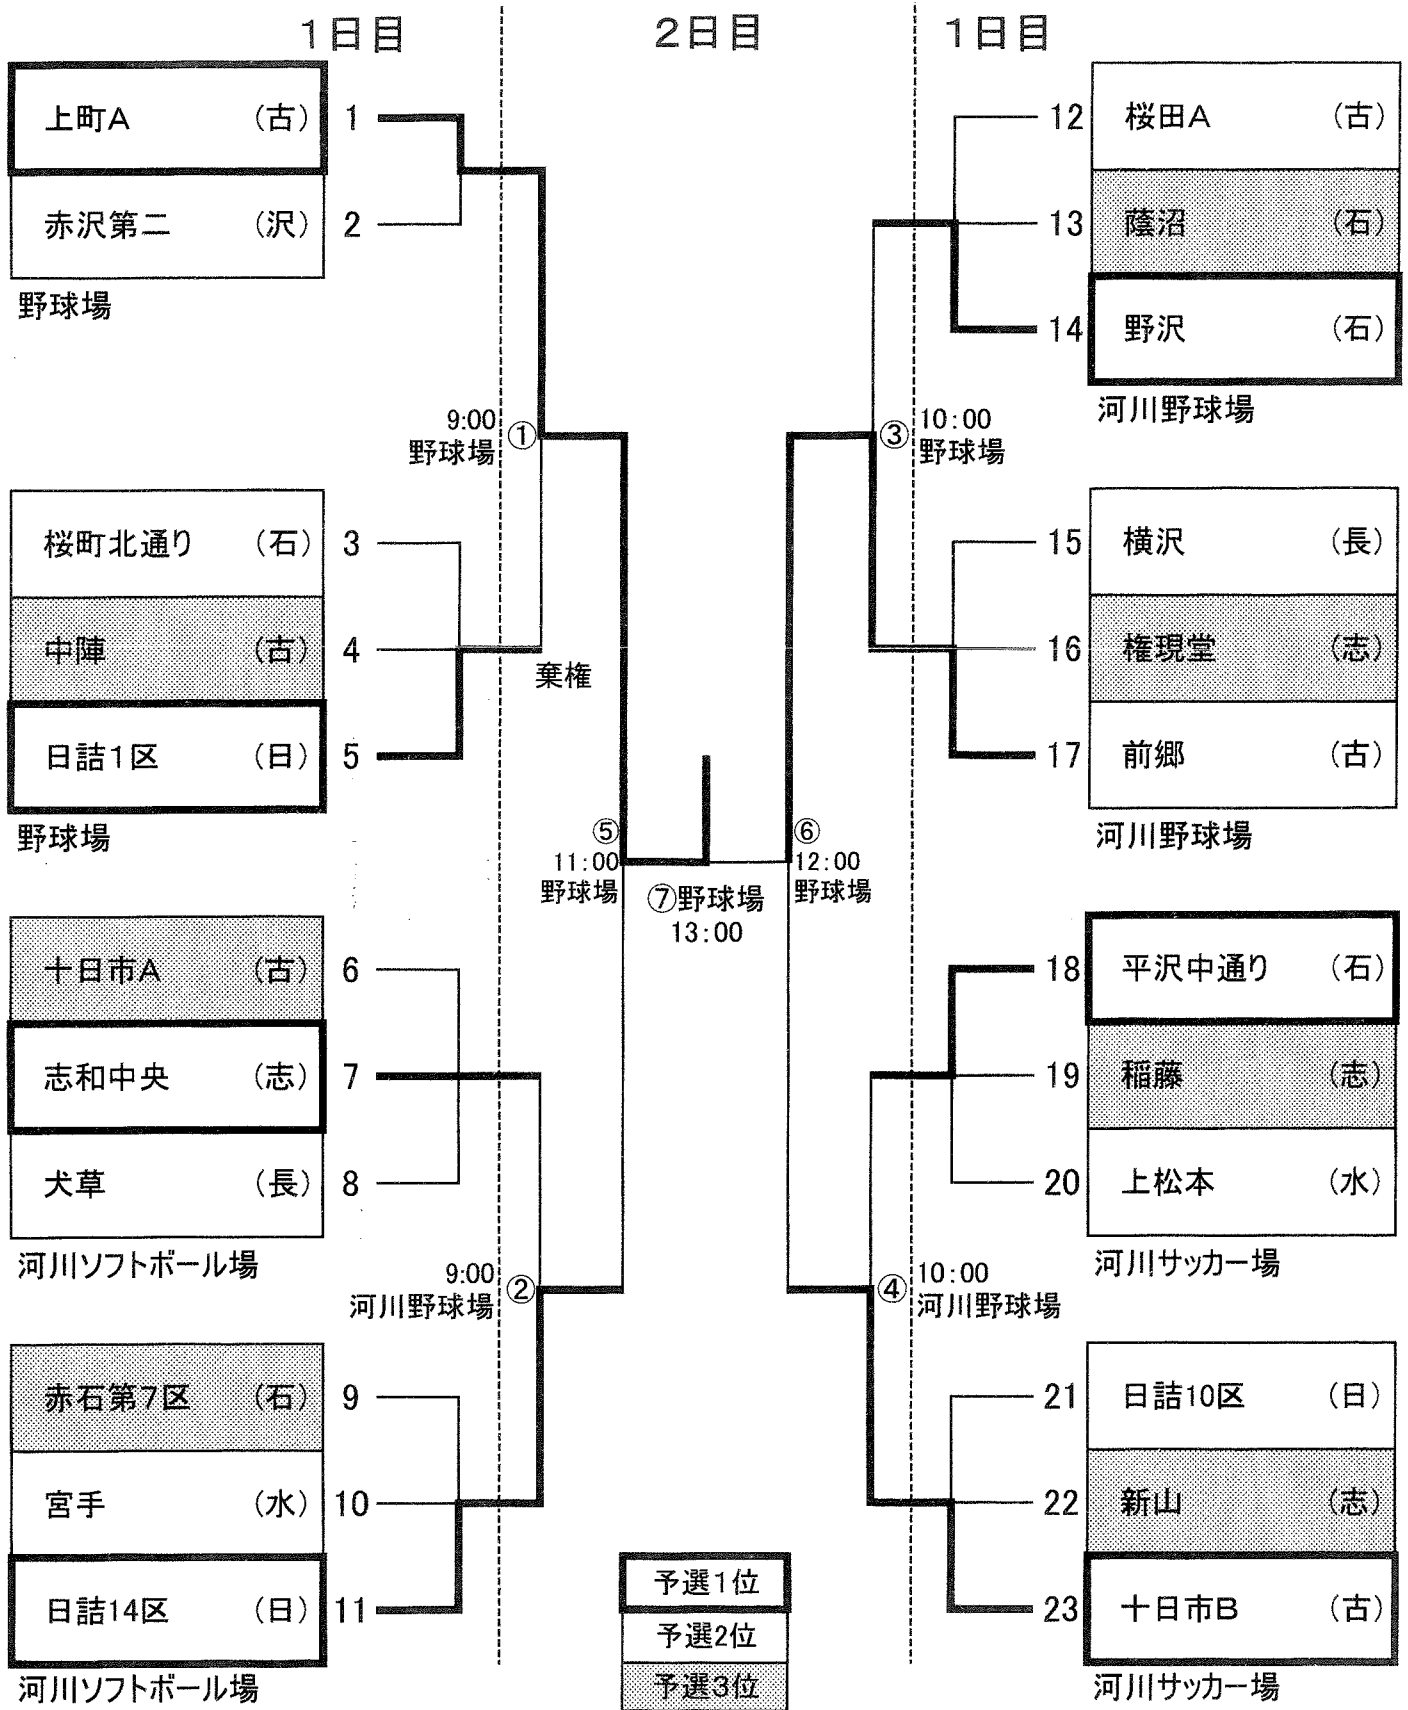 1日目
2日目
1日目
上町A (古) 1
赤沢第二 (沢) 2
野球場
9:00
野球場 ①
桜町北通り (石) 3
中陣 (古) 4
棄権
日詰1区 (日) 5
野球場
⑤
11:00
野球場
十日市A (古) 6
志和中央 (志) 7
犬草 (長) 8
河川ソフトボール場
9:00
河川野球場 ②
赤石第7区 (石) 9
宮手 (水) 10
日詰14区 (日) 11
河川ソフトボール場
⑦野球場
13:00
予選1位
予選2位
予選3位
12 桜田A (古)
13 蔭沼 (石)
14 野沢 (石)
河川野球場
③ 10:00
野球場
15 横沢 (長)
16 権現堂 (志)
17 前郷 (古)
河川野球場
⑥
12:00
野球場
18 平沢中通り (石)
19 稲藤 (志)
20 上松本 (水)
河川サッカー場
④ 10:00
河川野球場
21 日詰10区 (日)
22 新山 (志)
23 十日市B (古)
河川サッカー場